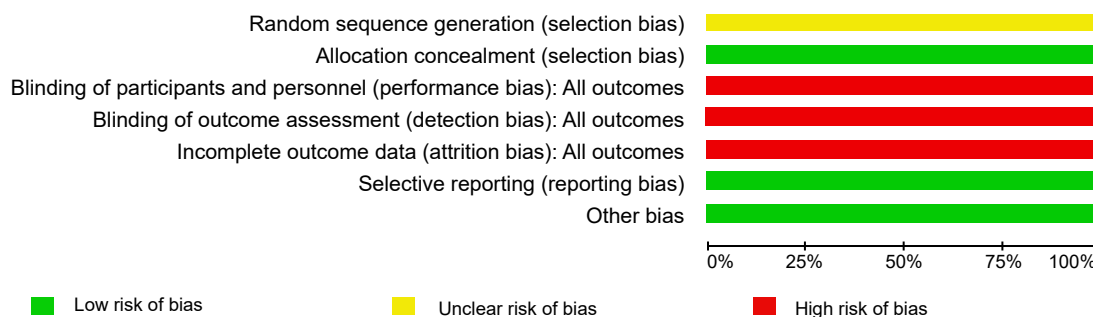 Random sequence generation (selection bias)
Allocation concealment (selection bias)
Blinding of participants and personnel (performance bias): All outcomes
Blinding of outcome assessment (detection bias): All outcomes
Incomplete outcome data (attrition bias): All outcomes
Selective reporting (reporting bias)
Other bias
0% 25% 50% 75% 100%
Low risk of bias Unclear risk of bias High risk of bias